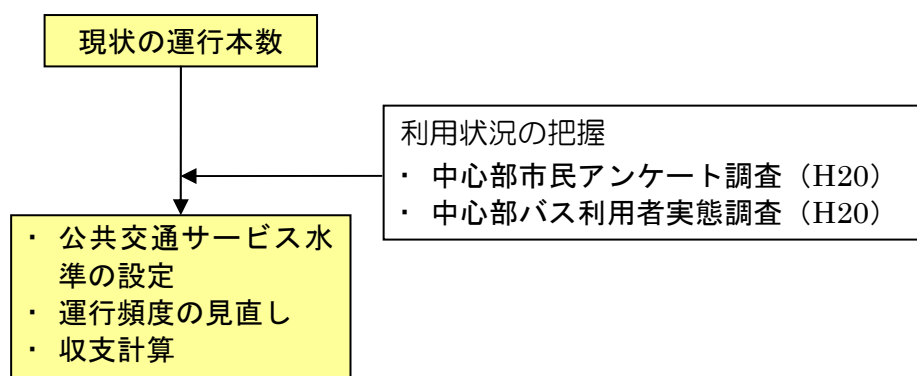 現状の運行本数
利用状況の把握
・ 中心部市民アンケート調査（H20）
・ 中心部バス利用者実態調査（H20）
・ 公共交通サービス水
準の設定
・ 運行頻度の見直し
・ 収支計算